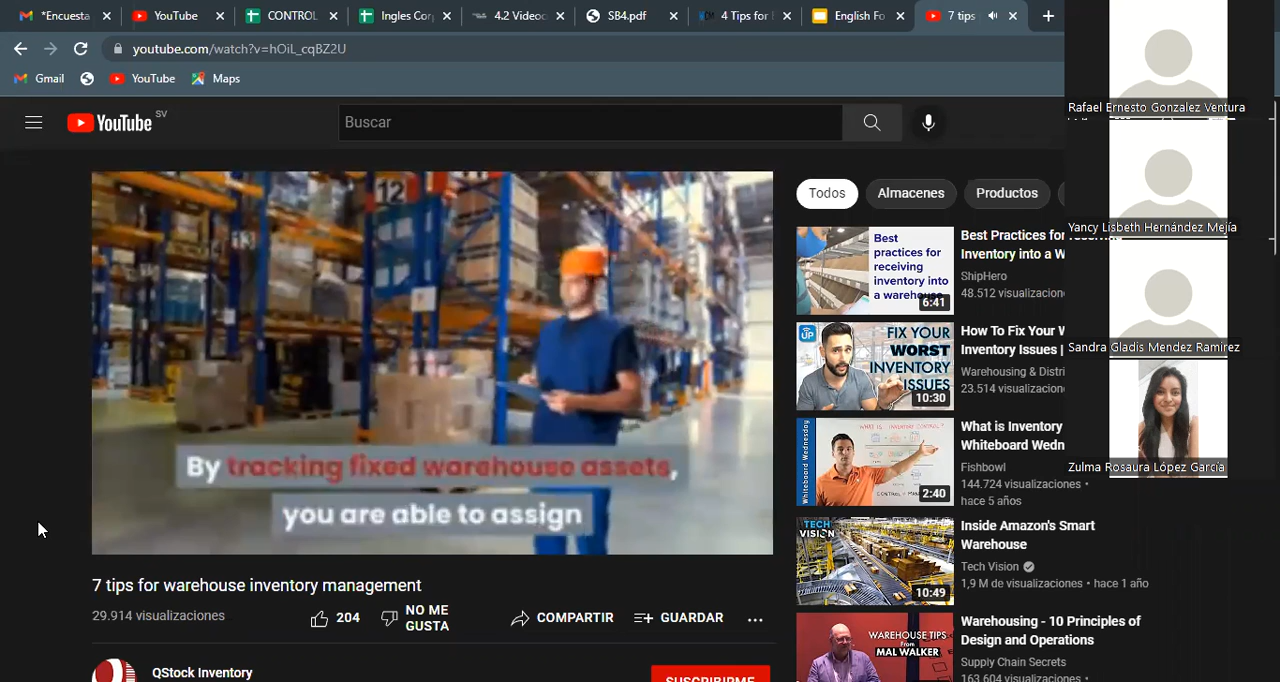 *Encuesta
YouTube
CONTROL
Ingles Cor
4.2 Videoc
SB4.pdf
4 Tips for
English Fo
7 tips
youtube.com/watch?v=hOiL_cqBZ2U
Gmail
YouTube
Maps
YouTube SV
Buscar
12
13
By tracking fixed warehouse assets,
you are able to assign
7 tips for warehouse inventory management
29.914 visualizaciones
204
NO ME
GUSTA
COMPARTIR
GUARDAR
QStock Inventory
SUSCRIBIRME
Todos
Almacenes
Productos
Best
practices for
receiving
inventory into
a warehouse
6:41
Best Practices for
Inventory into a W
ShipHero
48.512 visualizacion
UP
FIX YOUR
WORST
INVENTORY
ISSUES
10:30
How To Fix Your W
Inventory Issues |
Warehousing & Distri
23.514 visualizacion
Whiteboard Wednesday
WHAT IS INVENTORY CONTROL?
2:40
What is Inventory
Whiteboard Wedn
Fishbowl
144.724 visualizaciones •
hace 5 años
TECH
VISION
10:49
Inside Amazon's Smart
Warehouse
Tech Vision
1,9 M de visualizaciones • hace 1 año
WAREHOUSE TIPS
From
MAL WALKER
Warehousing - 10 Principles of
Design and Operations
Supply Chain Secrets
163.604 visualizaciones •
Rafael Ernesto Gonzalez Ventura
Yancy Lisbeth Hernández Mejía
Sandra Gladis Mendez Ramirez
Zulma Rosaura López García